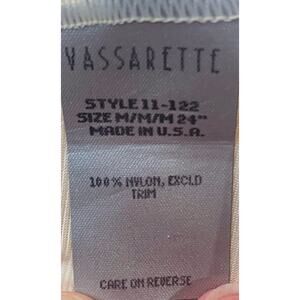 VASSARETTE
STYLE 11-122
SIZE M/M/M 24"
MADE IN U.S.A.
100% NYLON, EXCLD
TRIM
CARE ON REVERSE